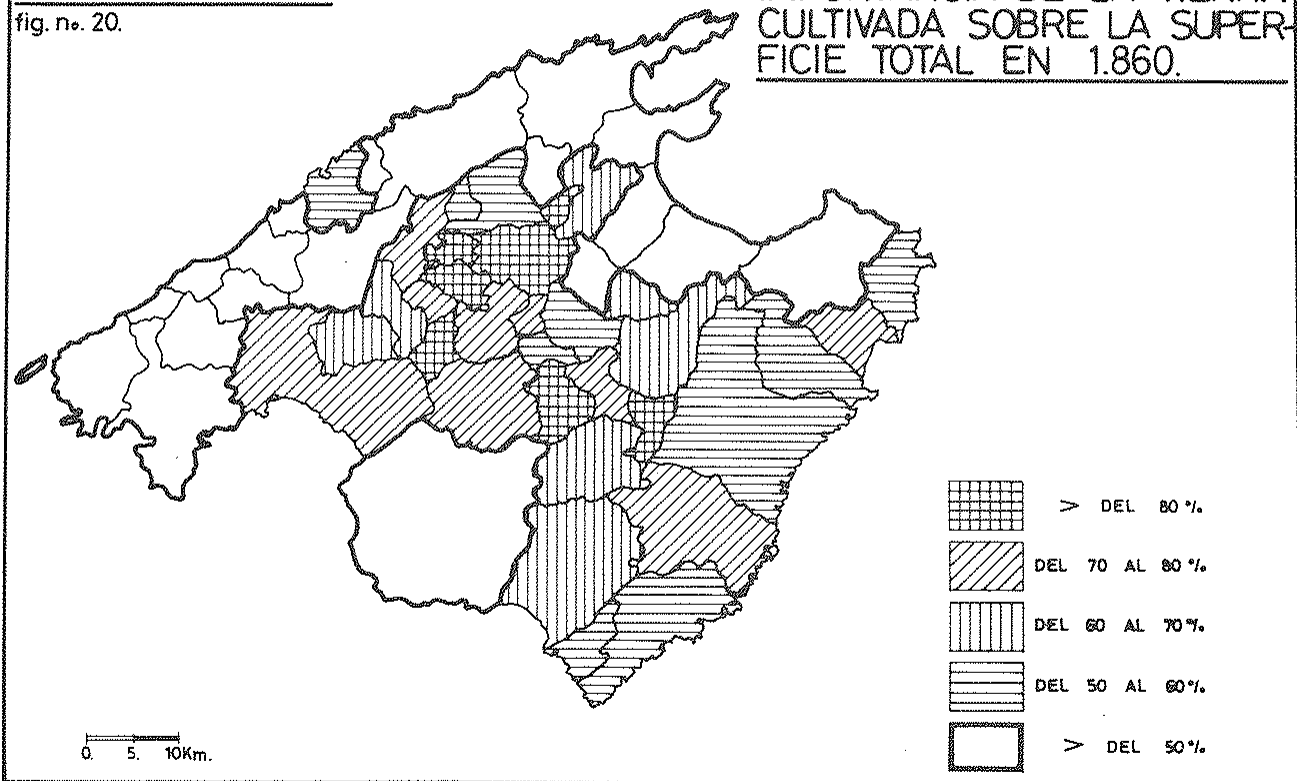 fig. no. 20.
CULTIVADA SOBRE LA SUPER-
FICIE TOTAL EN 1.860.
> DEL 80 %
DEL 70 AL 80 %
DEL 60 AL 70 %
DEL 50 AL 60 %
> DEL 50 %
0. 5. 10Km.